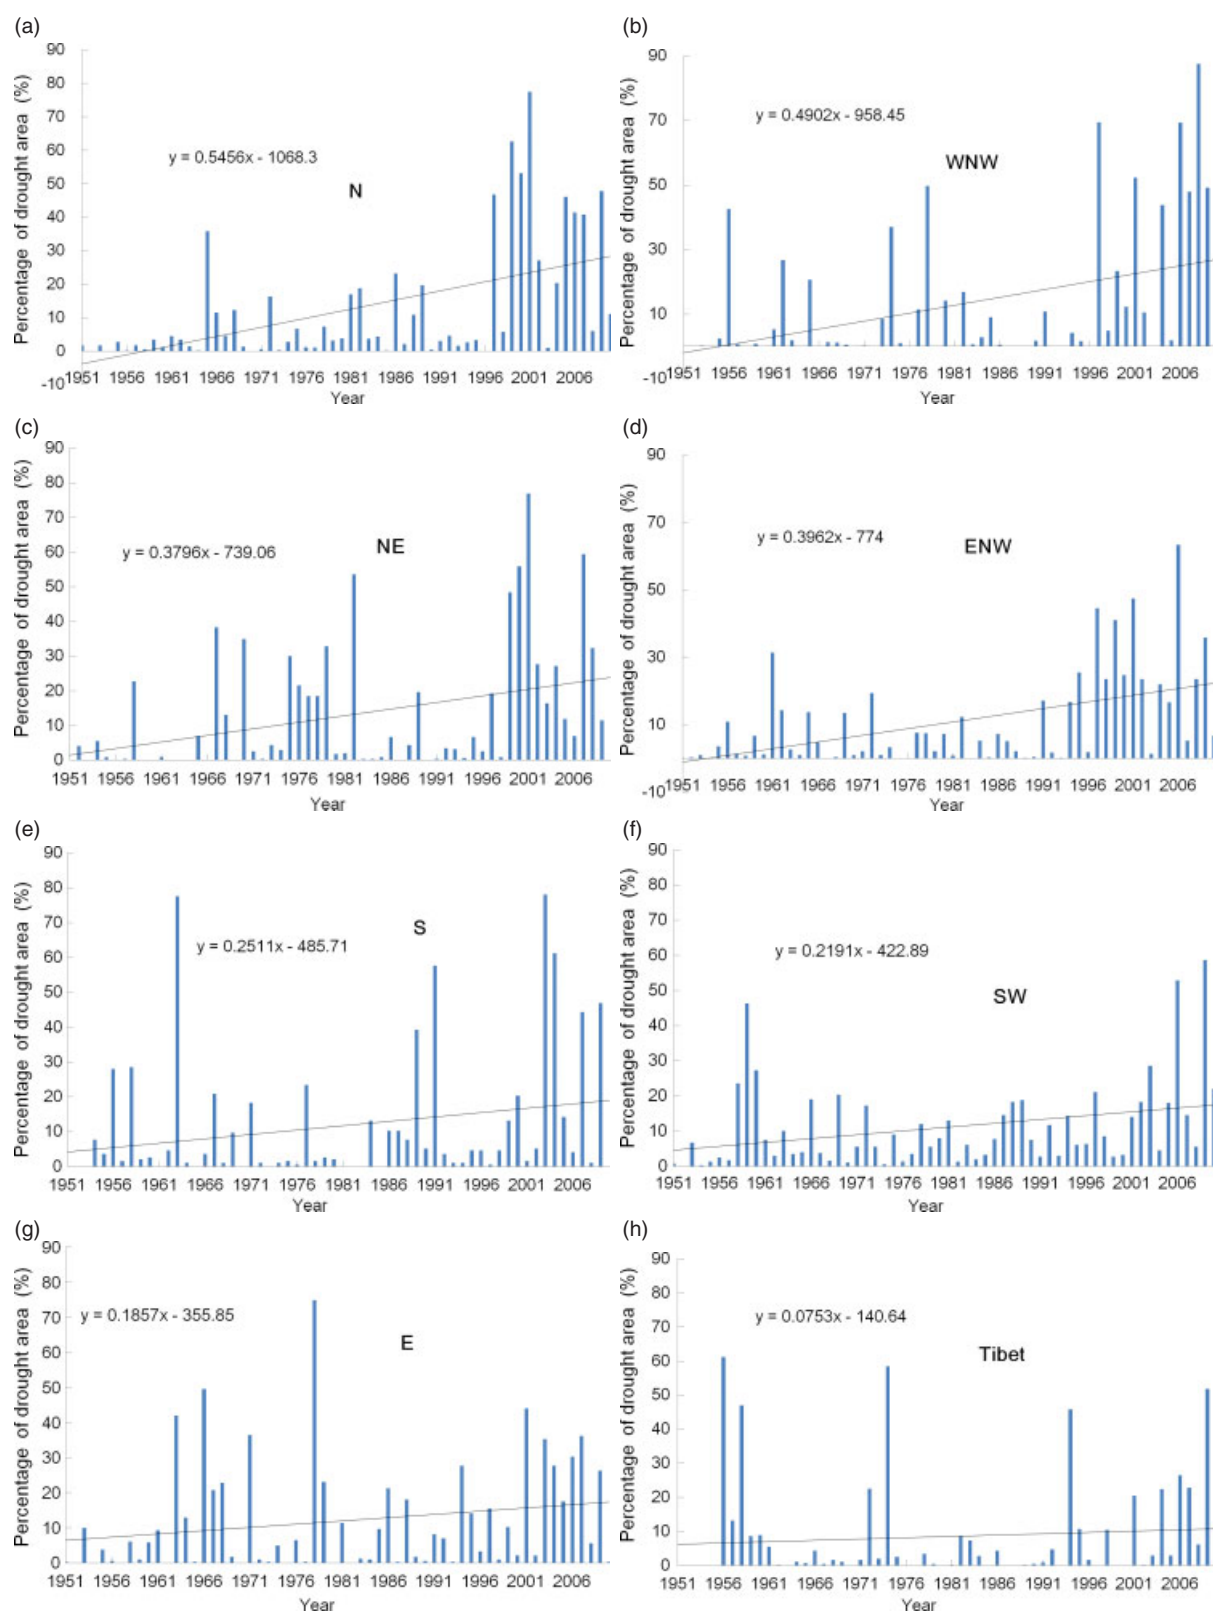 (a)
90
80
70
60
50
40
30
20
10
0
-10
Percentage of drought area (%)
y = 0.5456x - 1068.3
N
1951 1956 1961 1966 1971 1976 1981 1986 1991 1996 2001 2006
Year
(b)
90
70
50
30
10
-10
Percentage of drought area (%)
y = 0.4902x - 958.45
WNW
1951 1956 1961 1966 1971 1976 1981 1986 1991 1996 2001 2006
Year
(c)
90
80
70
60
50
40
30
20
10
0
Percentage of drought area (%)
y = 0.3796x - 739.06
NE
1951 1956 1961 1966 1971 1976 1981 1986 1991 1996 2001 2006
Year
(d)
90
70
50
30
10
-10
Percentage of drought area (%)
y = 0.3962x - 774
ENW
1951 1956 1961 1966 1971 1976 1981 1986 1991 1996 2001 2006
Year
(e)
90
80
70
60
50
40
30
20
10
0
Percentage of drought area (%)
y = 0.2511x - 485.71
S
1951 1956 1961 1966 1971 1976 1981 1986 1991 1996 2001 2006
Year
(f)
90
80
70
60
50
40
30
20
10
0
Percentage of drought area (%)
y = 0.2191x - 422.89
SW
1951 1956 1961 1966 1971 1976 1981 1986 1991 1996 2001 2006
Year
(g)
90
80
70
60
50
40
30
20
10
0
Percentage of drought area (%)
y = 0.1857x - 355.85
E
1951 1956 1961 1966 1971 1976 1981 1986 1991 1996 2001 2006
Year
(h)
90
80
70
60
50
40
30
20
10
0
Percentage of drought area (%)
y = 0.0753x - 140.64
Tibet
1951 1956 1961 1966 1971 1976 1981 1986 1991 1996 2001 2006
Year